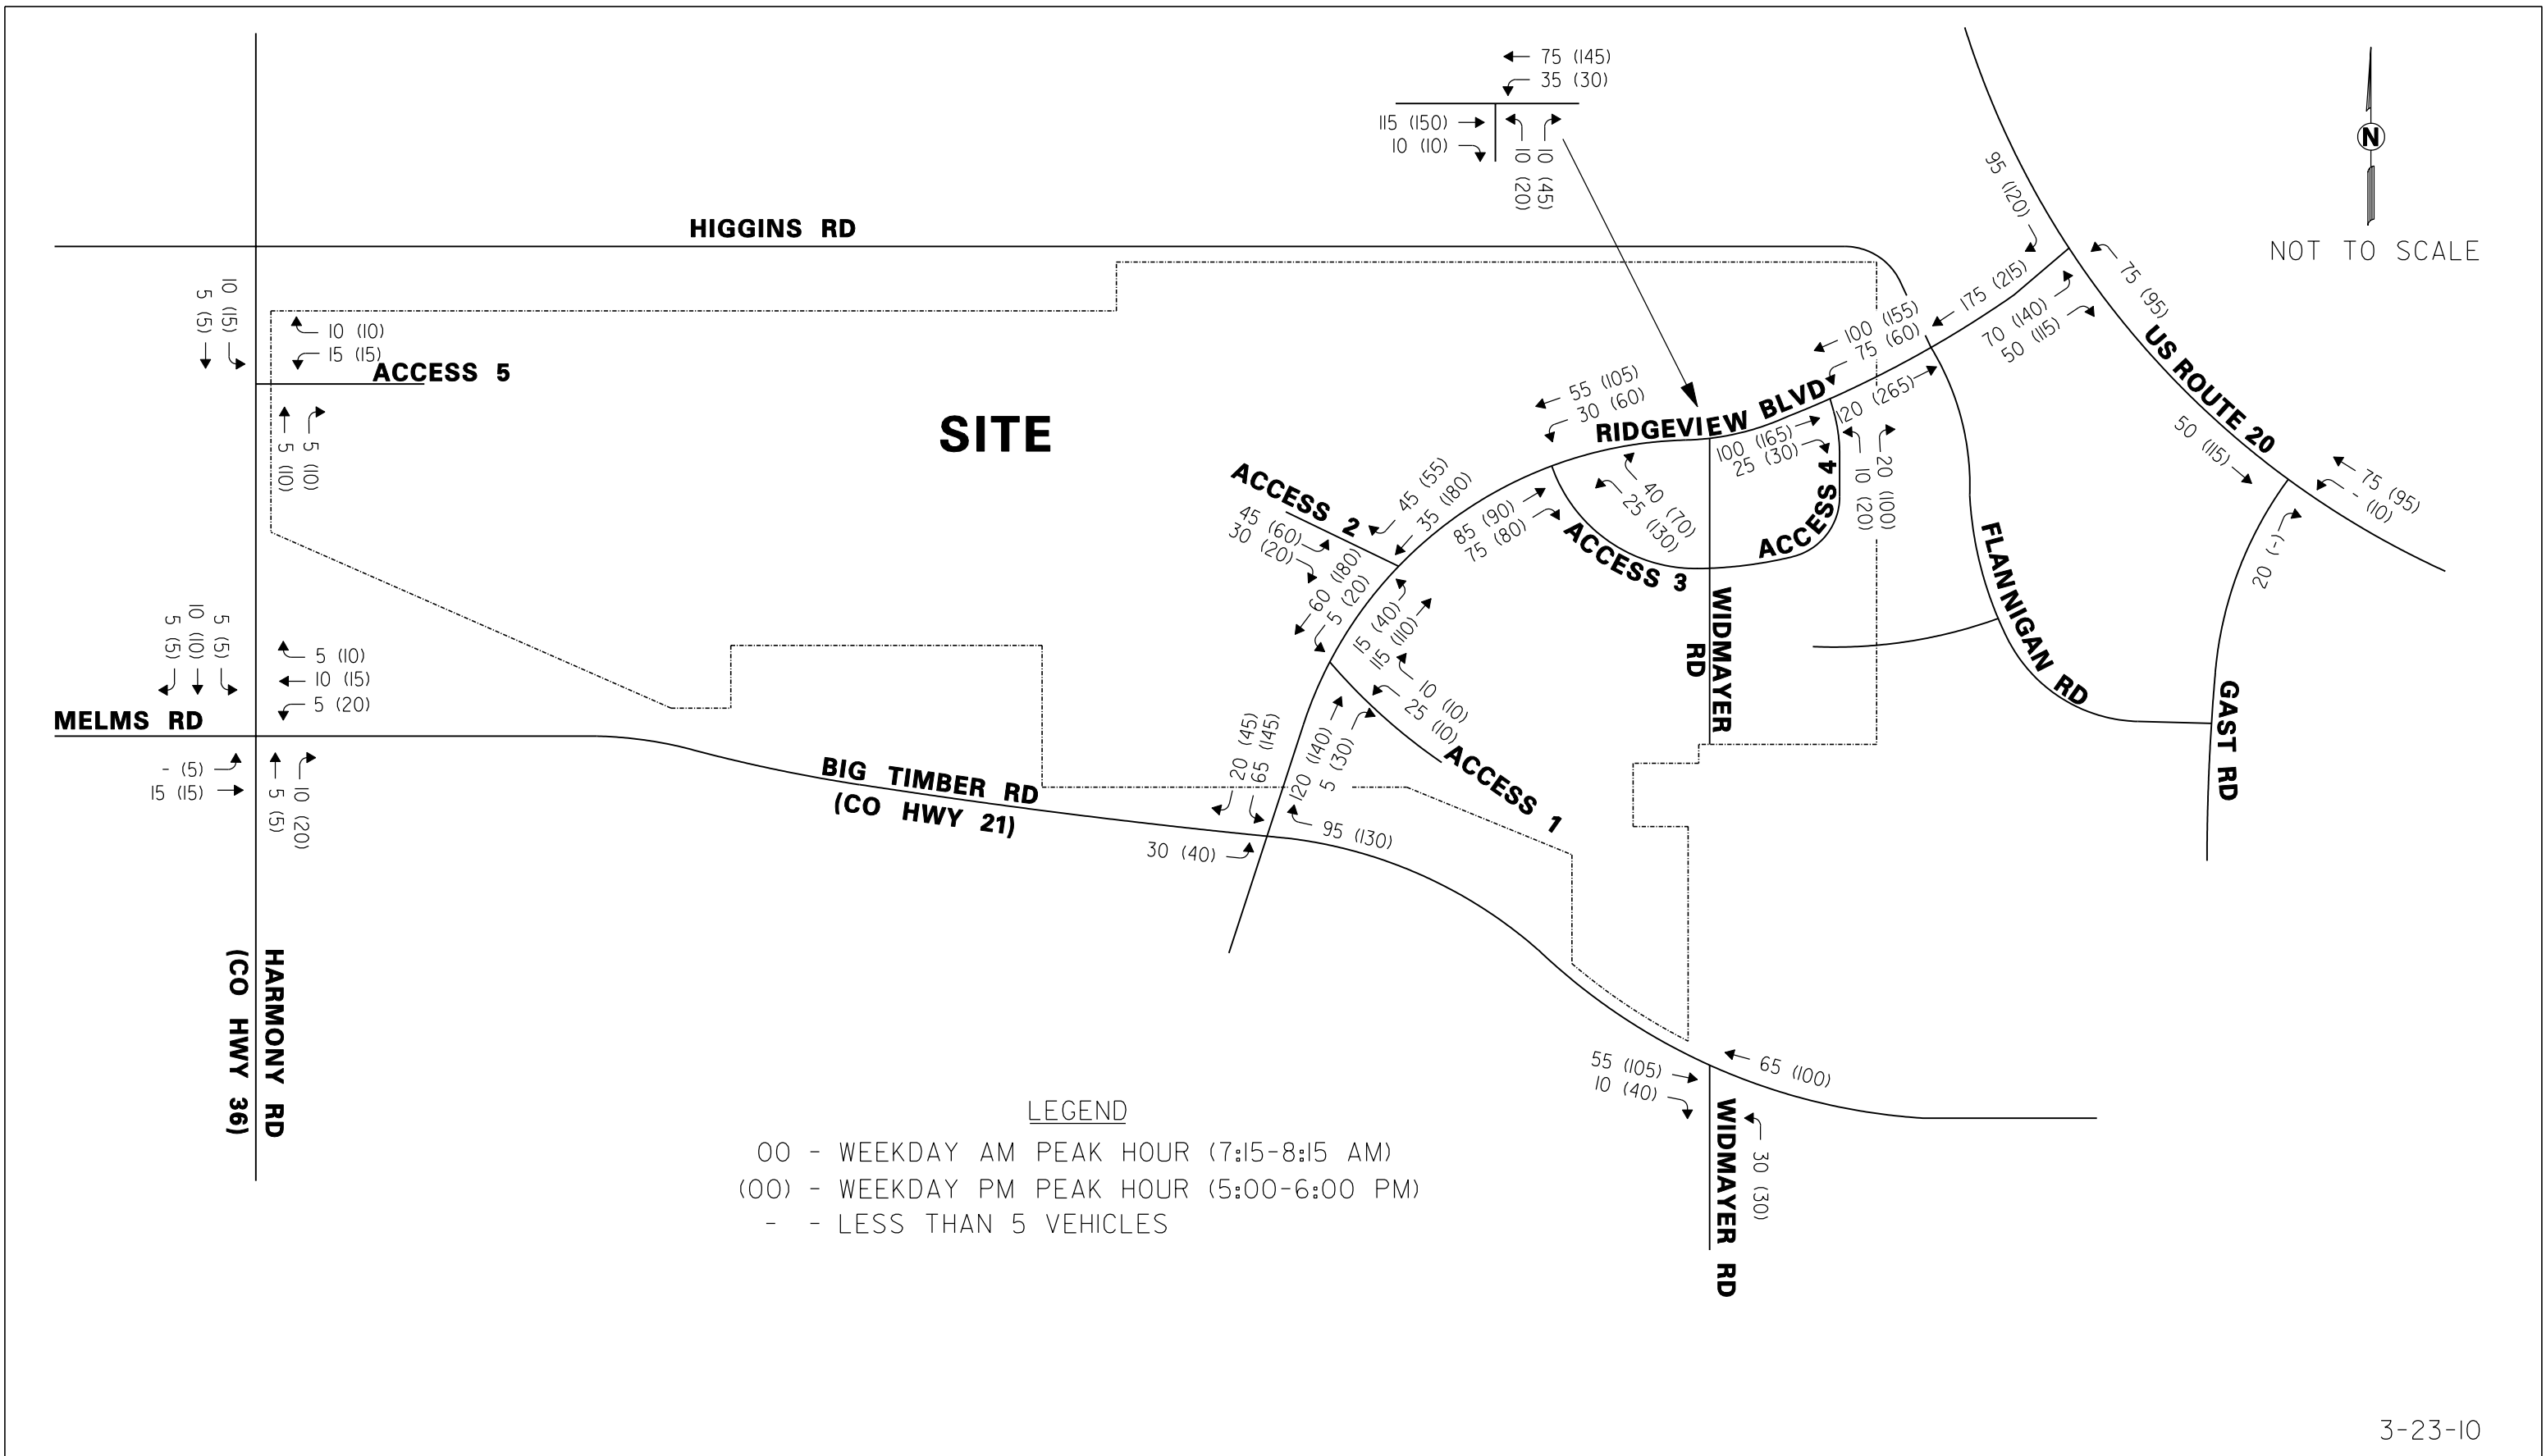 75 (145)
35 (30)
115 (150)
10 (10)
10 (20)
10 (45)
N
NOT TO SCALE
HIGGINS RD
95 (120)
75 (95)
175 (215)
70 (140)
50 (115)
US ROUTE 20
10 (15)
5 (5)
10 (10)
15 (15)
ACCESS 5
5 (10)
5 (10)
SITE
100 (155)
75 (60)
55 (105)
30 (60)
RIDGEVIEW BLVD
120 (265)
100 (165)
25 (30)
ACCESS 4
20 (100)
10 (20)
50 (115)
75 (95)
- (10)
20 (-)
ACCESS 2
45 (55)
35 (180)
45 (60)
30 (20)
85 (90)
75 (80)
40 (70)
25 (130)
ACCESS 3
60 (180)
5 (20)
15 (40)
115 (110)
WIDMAYER
RD
FLANNIGAN RD
GAST RD
5 (5)
10 (10)
5 (5)
5 (10)
10 (15)
5 (20)
MELMS RD
- (5)
15 (15)
5 (5)
10 (20)
10 (10)
25 (10)
ACCESS 1
20 (45)
65 (145)
120 (140)
5 (30)
BIG TIMBER RD
(CO HWY 21)
95 (130)
30 (40)
HARMONY RD
(CO HWY 36)
55 (105)
10 (40)
65 (100)
WIDMAYER RD
30 (30)
LEGEND
00 - WEEKDAY AM PEAK HOUR (7:15-8:15 AM)
(00) - WEEKDAY PM PEAK HOUR (5:00-6:00 PM)
- - LESS THAN 5 VEHICLES
3-23-10